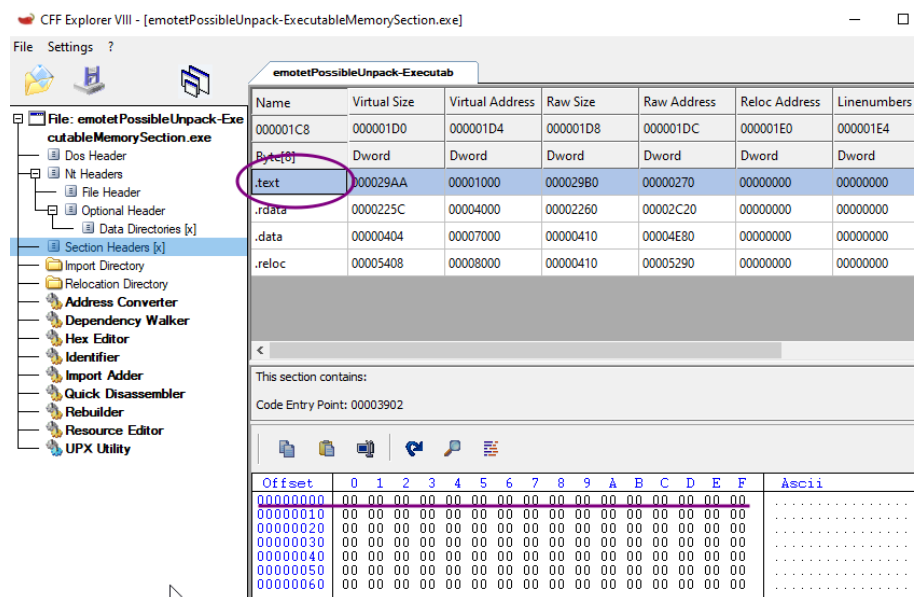 CFF Explorer VIII - [emotetPossibleUnpack-ExecutableMemorySection.exe]
File Settings ?
emotetPossibleUnpack-Executab
File: emotetPossibleUnpack-Exe
cutableMemorySection.exe
Dos Header
Nt Headers
File Header
Optional Header
Data Directories [x]
Section Headers [x]
Import Directory
Relocation Directory
Address Converter
Dependency Walker
Hex Editor
Identifier
Import Adder
Quick Disassembler
Rebuilder
Resource Editor
UPX Utility
Name Virtual Size Virtual Address Raw Size Raw Address Reloc Address Linenumbers
000001C8 000001D0 000001D4 000001D8 000001DC 000001E0 000001E4
Byte[8] Dword Dword Dword Dword Dword Dword
.text 000029AA 00001000 000029B0 00000270 00000000 00000000
.rdata 0000225C 00004000 00002260 00002C20 00000000 00000000
.data 00000404 00007000 00000410 00004E80 00000000 00000000
.reloc 00005408 00008000 00000410 00005290 00000000 00000000
This section contains:
Code Entry Point: 00003902
Offset 0 1 2 3 4 5 6 7 8 9 A B C D E F Ascii
00000000 00 00 00 00 00 00 00 00 00 00 00 00 00 00 00 00 ................
00000010 00 00 00 00 00 00 00 00 00 00 00 00 00 00 00 00 ................
00000020 00 00 00 00 00 00 00 00 00 00 00 00 00 00 00 00 ................
00000030 00 00 00 00 00 00 00 00 00 00 00 00 00 00 00 00 ................
00000040 00 00 00 00 00 00 00 00 00 00 00 00 00 00 00 00 ................
00000050 00 00 00 00 00 00 00 00 00 00 00 00 00 00 00 00 ................
00000060 00 00 00 00 00 00 00 00 00 00 00 00 00 00 00 00 ................